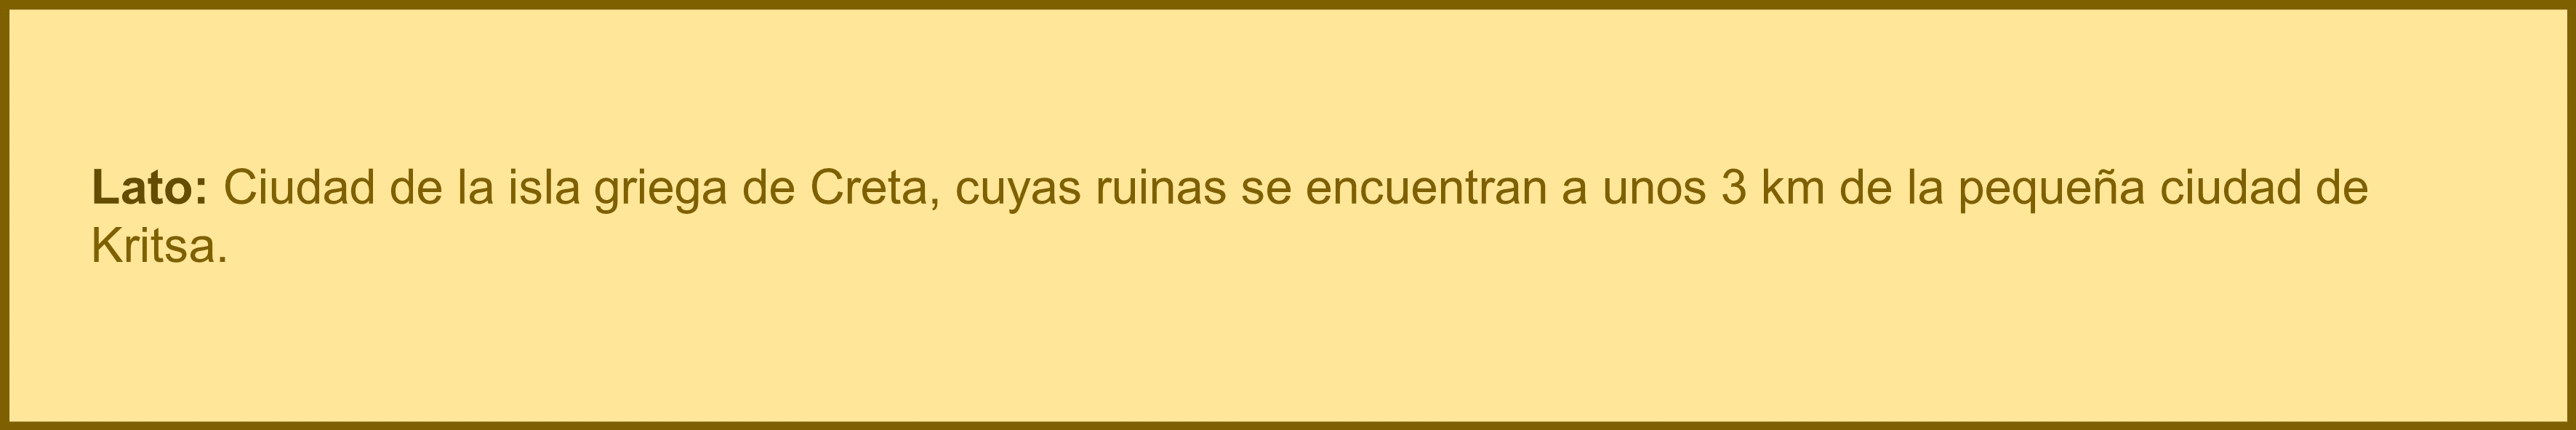 Lato: Ciudad de la isla griega de Creta, cuyas ruinas se encuentran a unos 3 km de la pequeña ciudad de
Kritsa.